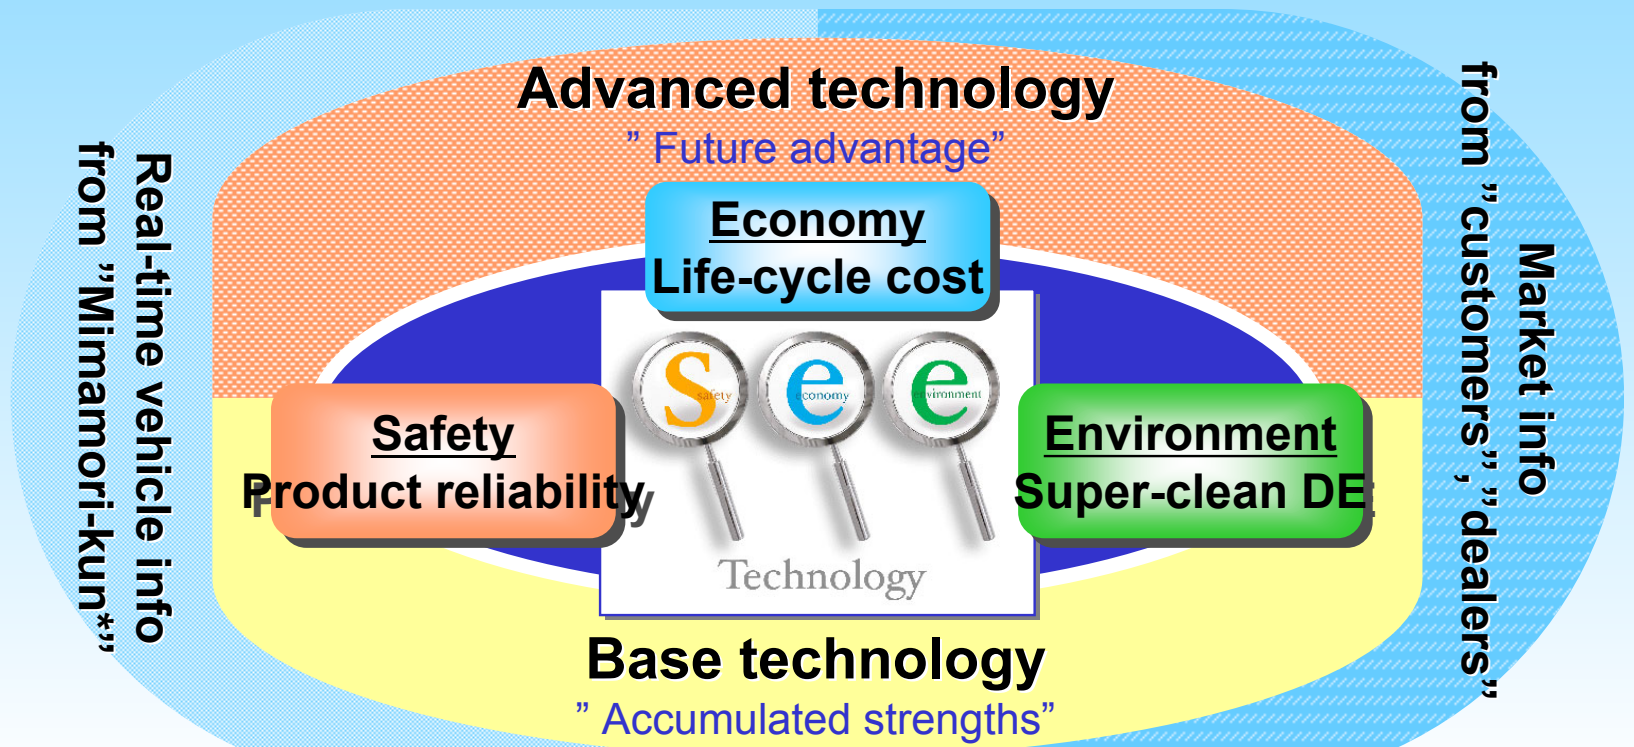 Advanced technology
” Future advantage”
Real-time vehicle info
from ”Mimamori-kun*”
Market info
from ”customers”, ”dealers”
Economy
Life-cycle cost
Safety
Product reliability
Environment
Super-clean DE
See
safety
economy
environment
Technology
Base technology
” Accumulated strengths”